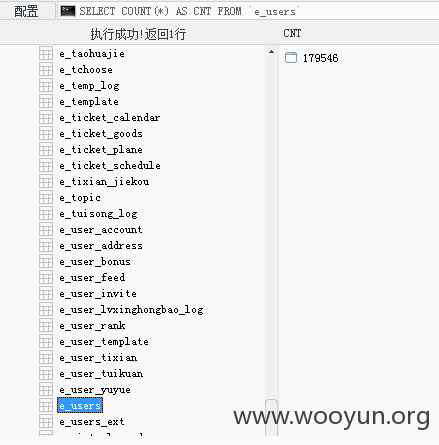 配置
SELECT COUNT(*) AS CNT FROM `e_users`
执行成功!返回1行
CNT
e_taohuajie
179546
e_tchoose
e_temp_log
e_template
e_ticket_calendar
e_ticket_goods
e_ticket_plane
e_ticket_schedule
e_tixian_jiekou
e_topic
e_tuisong_log
e_user_account
e_user_address
e_user_bonus
e_user_feed
e_user_invite
e_user_lvxinghongbao_log
e_user_rank
e_user_template
e_user_tixian
e_user_tuikuan
e_user_yuyue
e_users
e_users_ext
www.wooyun.org